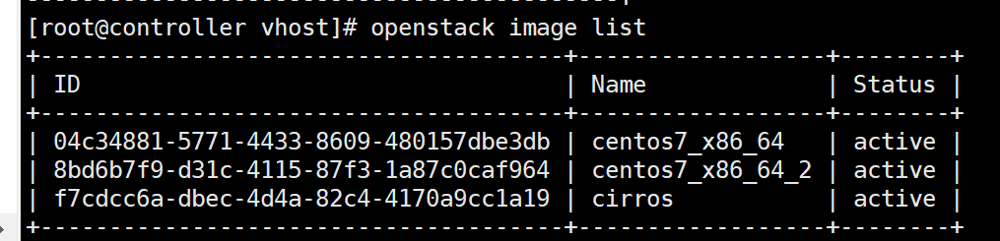 [root@controller vhost]# openstack image list
+--------------------------------------+------------------+--------+
| ID                                   | Name             | Status |
+--------------------------------------+------------------+--------+
| 04c34881-5771-4433-8609-480157dbe3db | centos7_x86_64   | active |
| 8bd6b7f9-d31c-4115-87f3-1a87c0caf964 | centos7_x86_64_2 | active |
| f7cdcc6a-dbec-4d4a-82c4-4170a9cc1a19 | cirros           | active |
+--------------------------------------+------------------+--------+